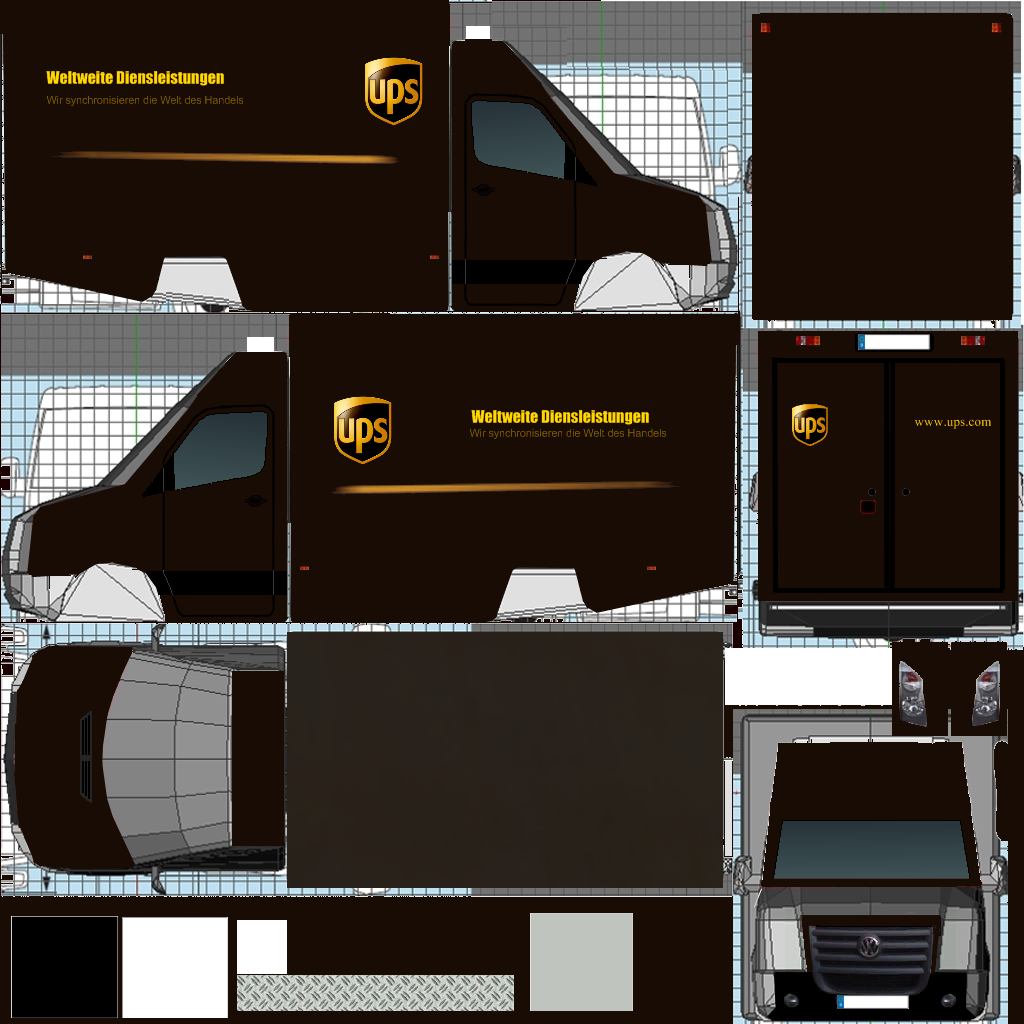 Weltweite Diensleistungen
Wir synchronisieren die Welt des Handels
ups
ups
Weltweite Diensleistungen
Wir synchronisieren die Welt des Handels
ups
www.ups.com